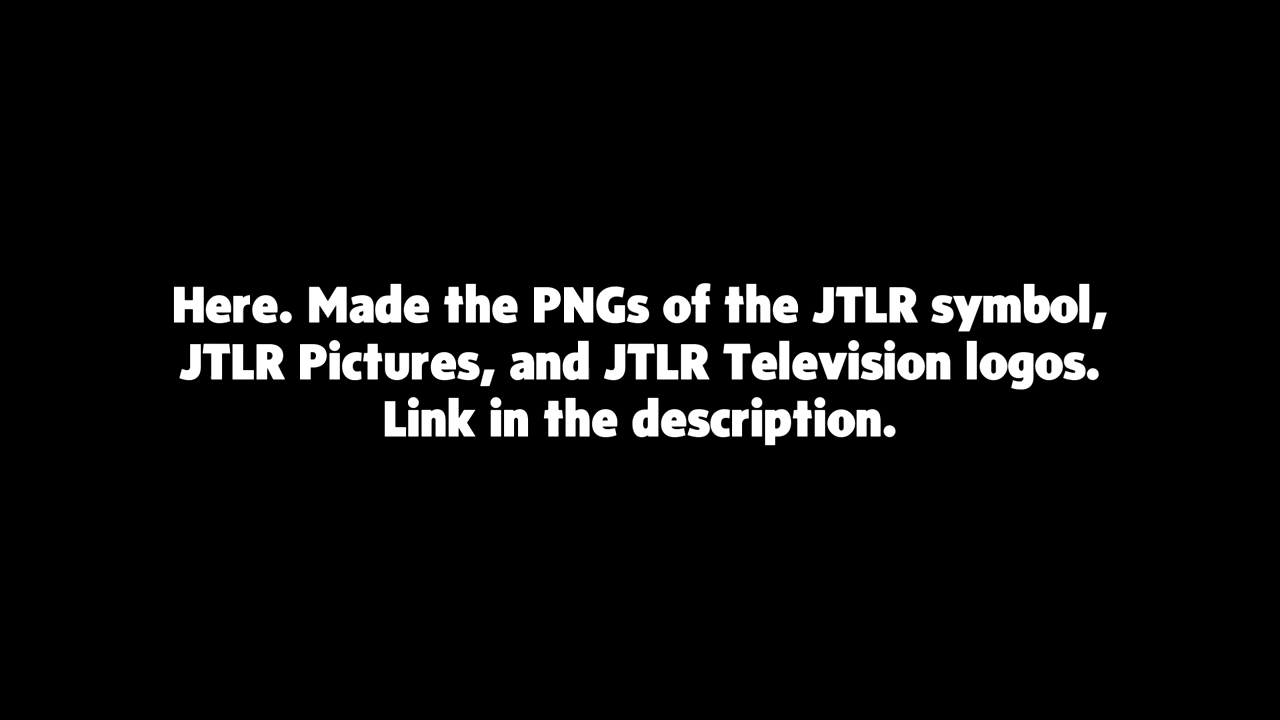 Here. Made the PNGs of the JTLR symbol,
JTLR Pictures, and JTLR Television logos.
Link in the description.